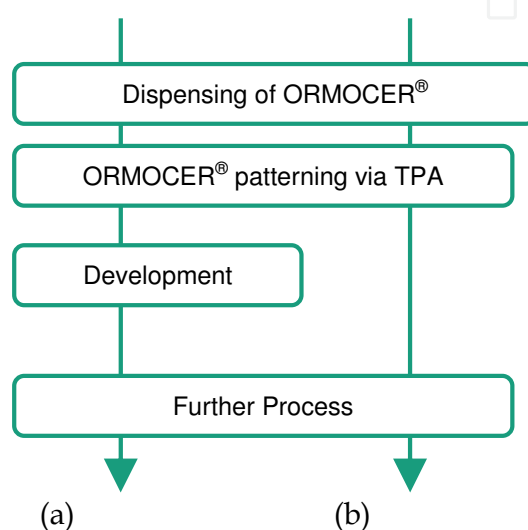 Dispensing of ORMOCER®
ORMOCER® patterning via TPA
Development
Further Process
(a) (b)